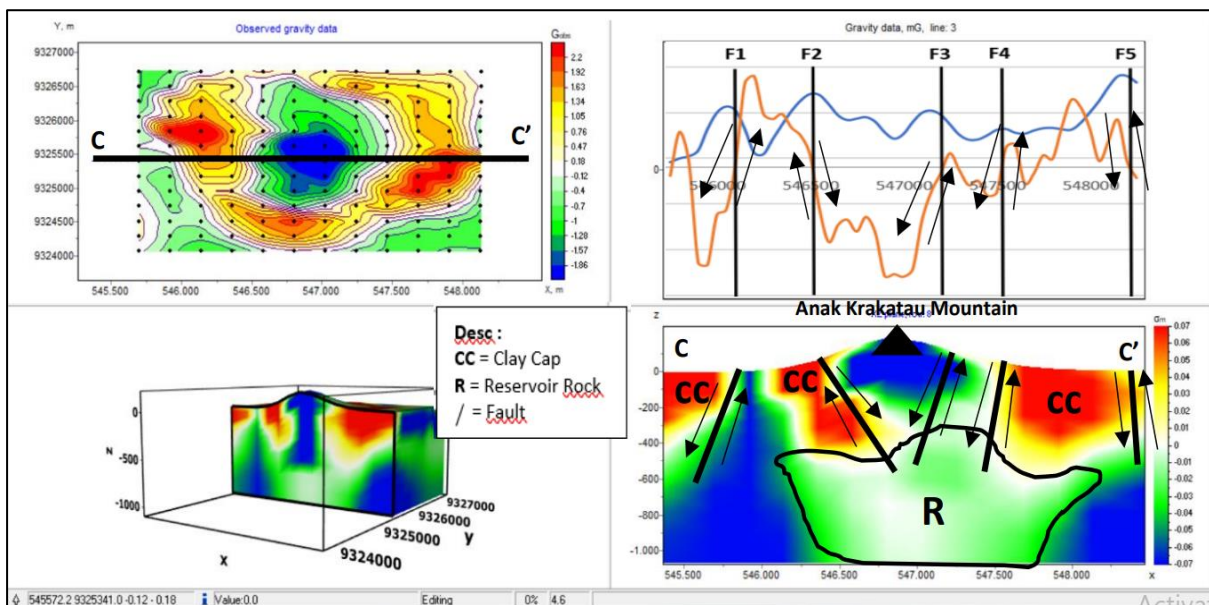 Y, m
Observed gravity data
9327000
9326500
9326000
9325500
9325000
9324500
9324000
C
C'
545.500
546.000
546.500
547.000
547.500
548.000
X, m
2.2
1.92
1.63
1.34
1.05
0.76
0.47
0.18
-0.12
-0.4
-0.7
-1
-1.28
-1.57
-1.86
Gravity data, mG, line: 3
F1
F2
F3
F4
F5
0
546500
547000
547500
548000
Desc :
CC = Clay Cap
R = Reservoir Rock
/ = Fault
0
-500
-1000
N
x
9324000
9325000
9326000
9327000
y
Anak Krakatau Mountain
z
C
C'
0
-200
-400
-600
-800
-1.000
CC
CC
CC
R
545.500
546.000
546.500
547.000
547.500
548.000
x
0.07
0.06
0.05
0.04
0.03
0.02
0.01
0
-0.01
-0.02
-0.03
-0.04
-0.05
-0.06
-0.07
545572.2 9325341.0 -0.12 - 0.18
i
Value:0.0
Editing
0%
4.6